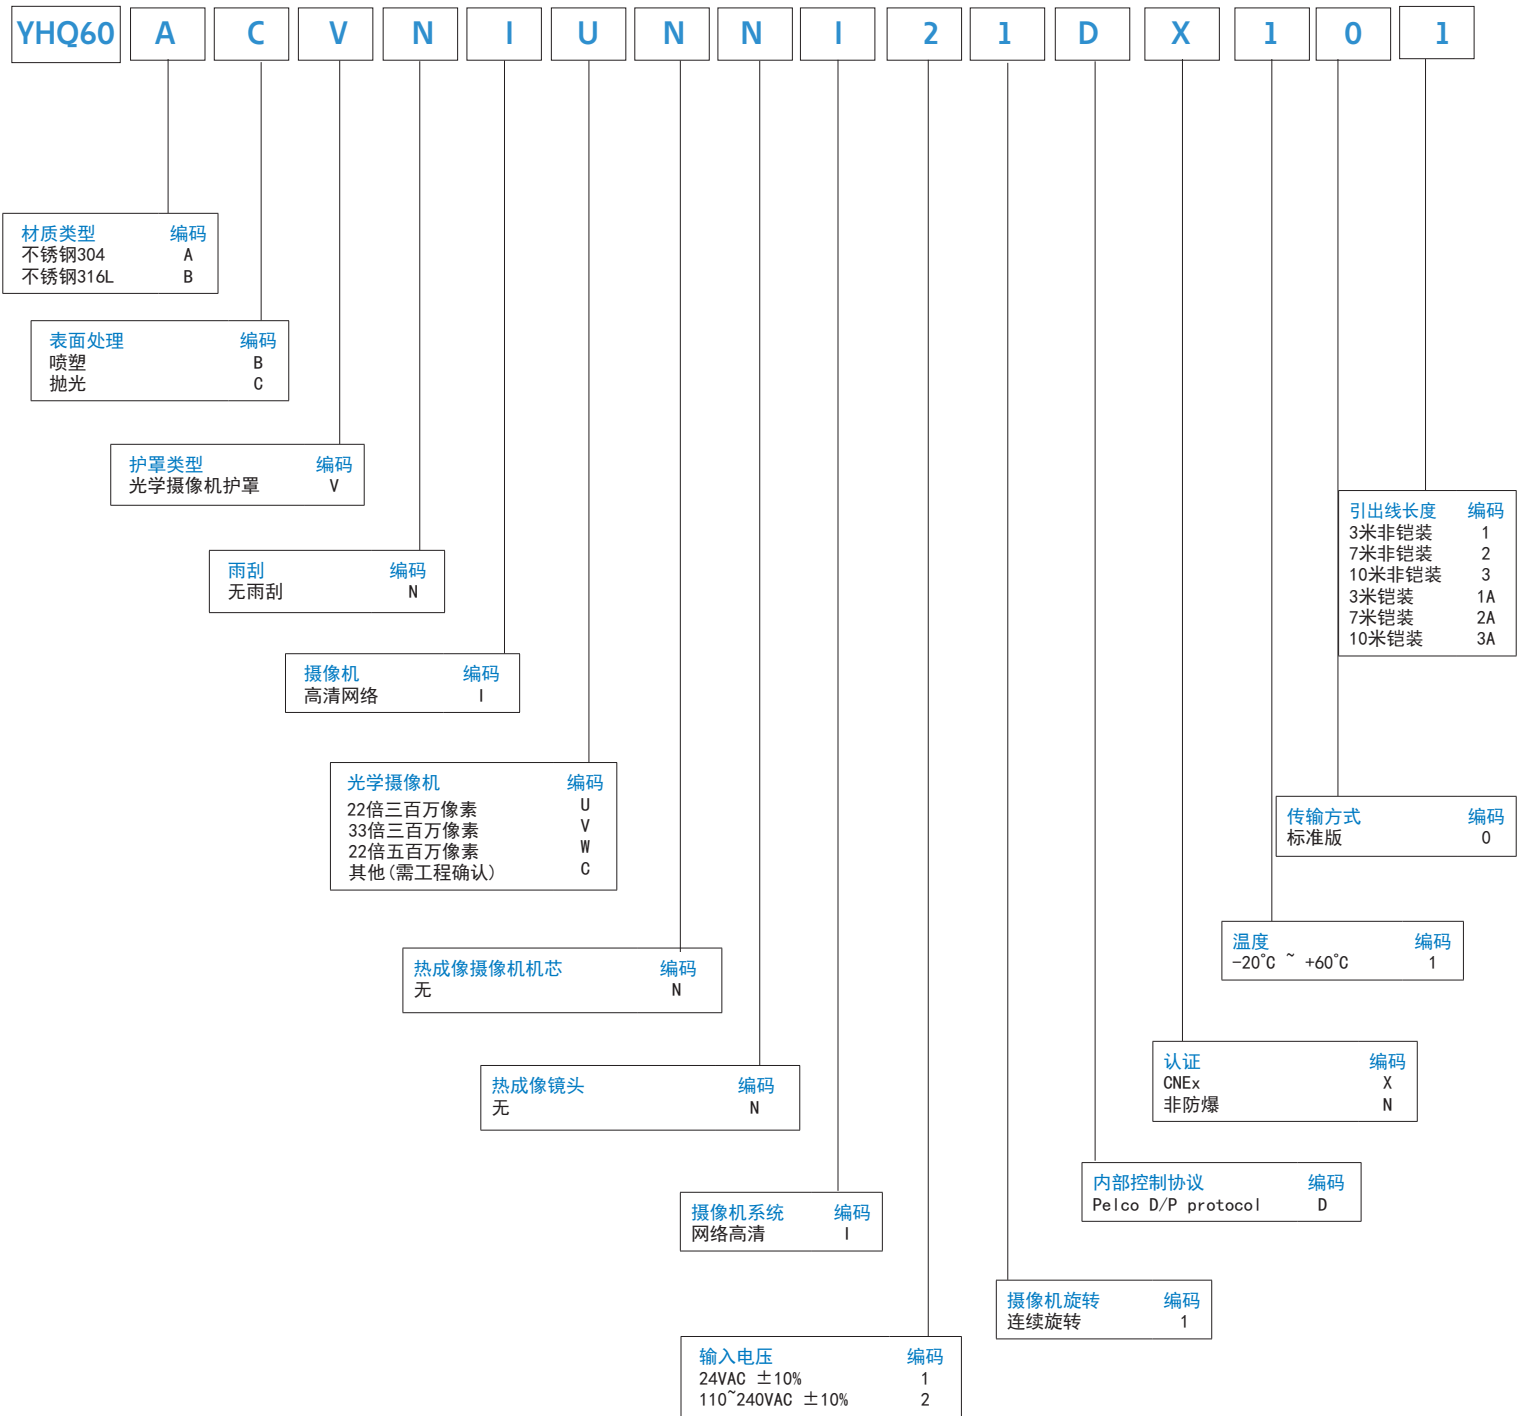 YHQ60 A C V N I U N N I 2 1 D X 1 0 1
材质类型 编码
不锈钢304 A
不锈钢316L B
表面处理 编码
喷塑 B
抛光 C
护罩类型 编码
光学摄像机护罩 V
雨刮 编码
无雨刮 N
摄像机 编码
高清网络 I
光学摄像机 编码
22倍三百万像素 U
33倍三百万像素 V
22倍五百万像素 W
其他(需工程确认) C
热成像摄像机机芯 编码
无 N
热成像镜头 编码
无 N
摄像机系统 编码
网络高清 I
输入电压 编码
24VAC ±10% 1
110~240VAC ±10% 2
摄像机旋转 编码
连续旋转 1
内部控制协议 编码
Pelco D/P protocol D
认证 编码
CNEx X
非防爆 N
温度 编码
-20℃ ~ +60℃ 1
传输方式 编码
标准版 0
引出线长度 编码
3米非铠装 1
7米非铠装 2
10米非铠装 3
3米铠装 1A
7米铠装 2A
10米铠装 3A